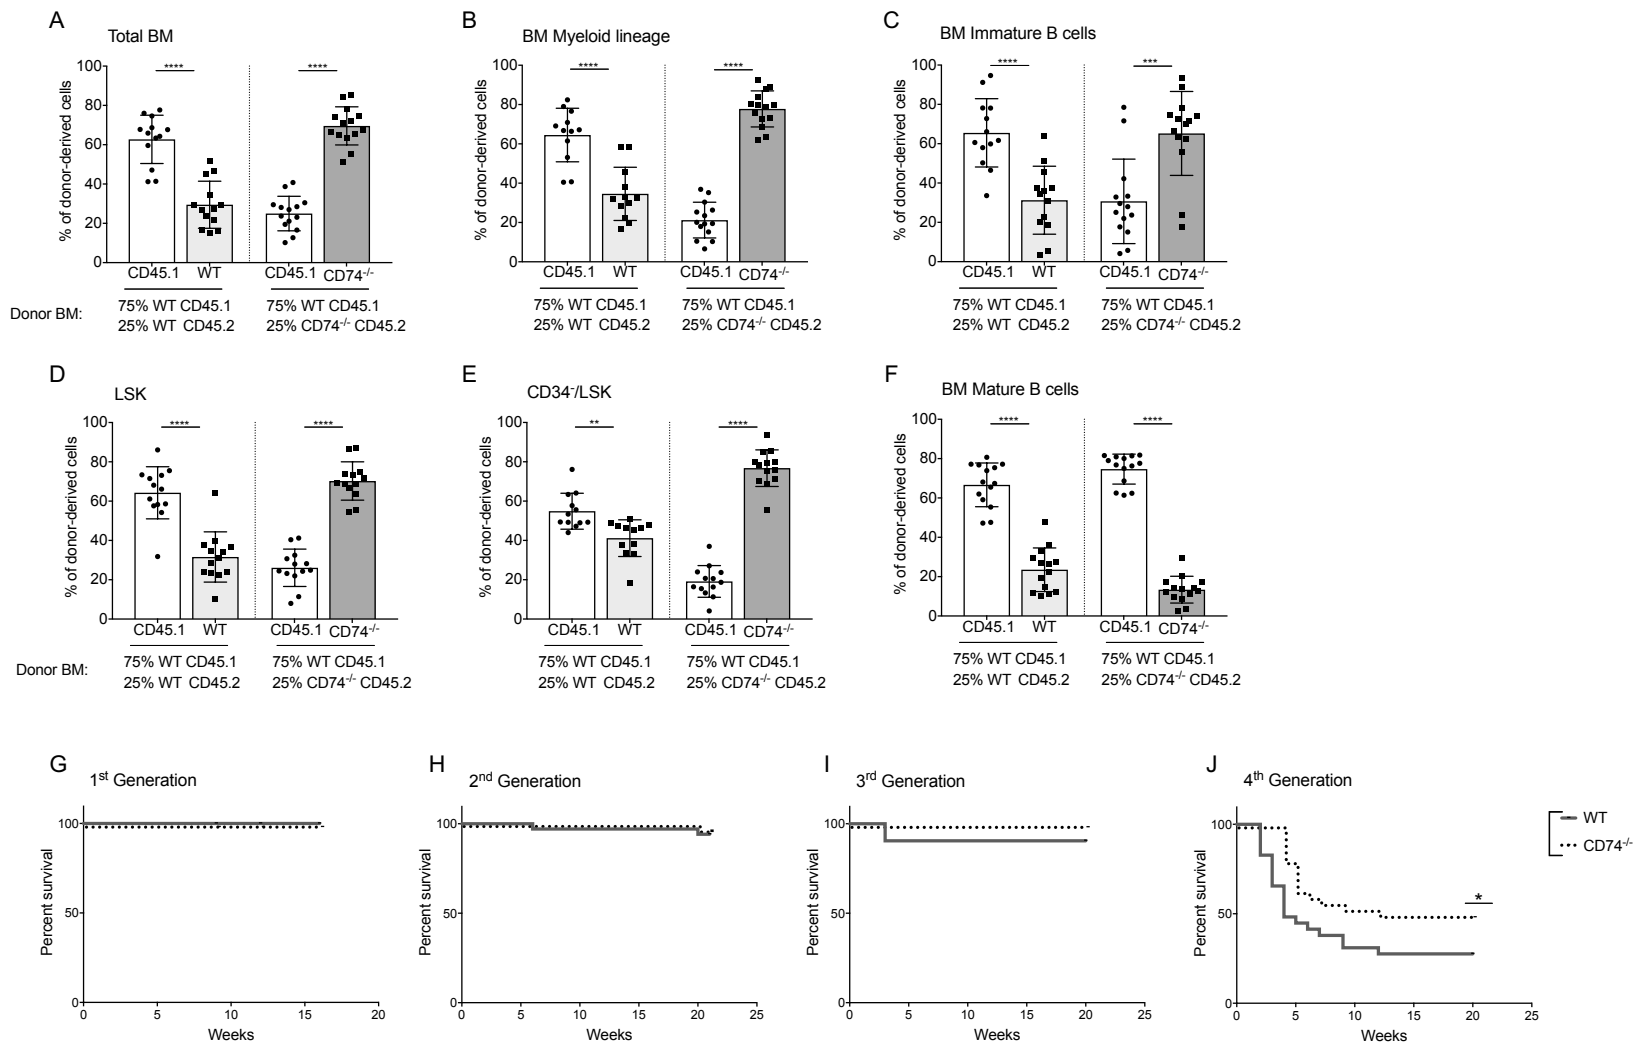 A
Total BM
% of donor-derived cells
100
80
60
40
20
0
****
****
CD45.1 WT CD45.1 CD74-/-
Donor BM:
75% WT CD45.1
25% WT CD45.2
75% WT CD45.1
25% CD74-/- CD45.2
B
BM Myeloid lineage
% of donor-derived cells
100
80
60
40
20
0
****
****
CD45.1 WT CD45.1 CD74-/-
75% WT CD45.1
25% WT CD45.2
75% WT CD45.1
25% CD74-/- CD45.2
C
BM Immature B cells
% of donor-derived cells
100
80
60
40
20
0
****
***
CD45.1 WT CD45.1 CD74-/-
75% WT CD45.1
25% WT CD45.2
75% WT CD45.1
25% CD74-/- CD45.2
D
LSK
% of donor-derived cells
100
80
60
40
20
0
****
****
CD45.1 WT CD45.1 CD74-/-
Donor BM:
75% WT CD45.1
25% WT CD45.2
75% WT CD45.1
25% CD74-/- CD45.2
E
CD34-/LSK
% of donor-derived cells
100
80
60
40
20
0
**
****
CD45.1 WT CD45.1 CD74-/-
75% WT CD45.1
25% WT CD45.2
75% WT CD45.1
25% CD74-/- CD45.2
F
BM Mature B cells
% of donor-derived cells
100
80
60
40
20
0
****
****
CD45.1 WT CD45.1 CD74-/-
75% WT CD45.1
25% WT CD45.2
75% WT CD45.1
25% CD74-/- CD45.2
G
1st Generation
Percent survival
100
50
0
0 5 10 15 20
Weeks
H
2nd Generation
Percent survival
100
50
0
0 5 10 15 20 25
Weeks
I
3rd Generation
Percent survival
100
50
0
0 5 10 15 20 25
Weeks
J
4th Generation
Percent survival
100
50
0
0 5 10 15 20 25
Weeks
*
WT
CD74-/-